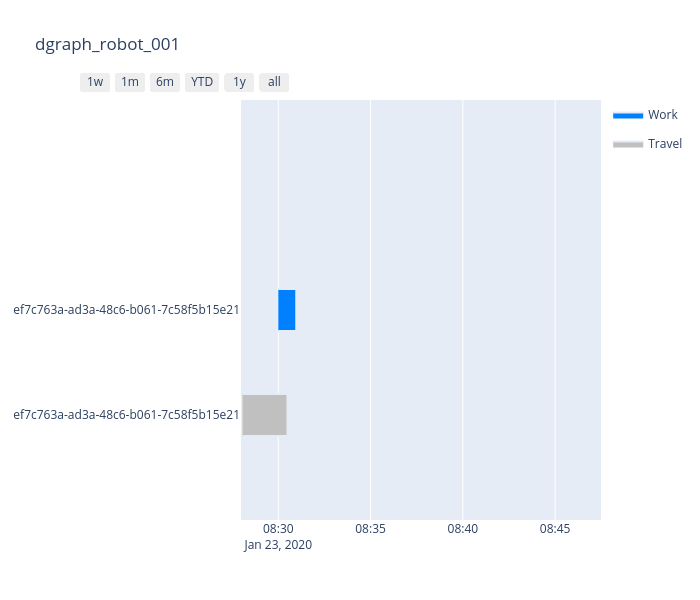 dgraph_robot_001
1w 1m 6m YTD 1y all
Work
Travel
ef7c763a-ad3a-48c6-b061-7c58f5b15e21
ef7c763a-ad3a-48c6-b061-7c58f5b15e21
08:30 08:35 08:40 08:45
Jan 23, 2020